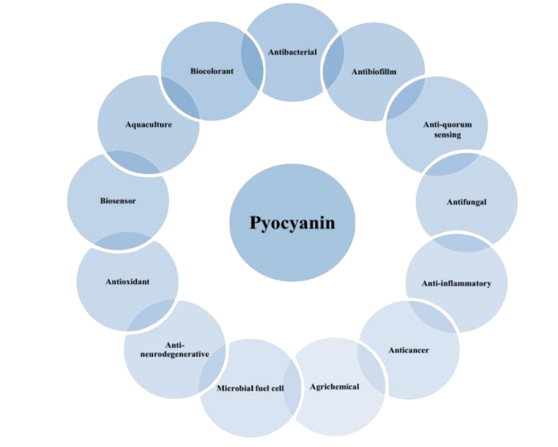 Antibacterial
Biocolorant
Antibiofilm
Aquaculture
Anti-quorum
sensing
Biosensor
Antifungal
Pyocyanin
Antioxidant
Anti-inflammatory
Anti-
neurodegenerative
Anticancer
Microbial fuel cell
Agrichemical